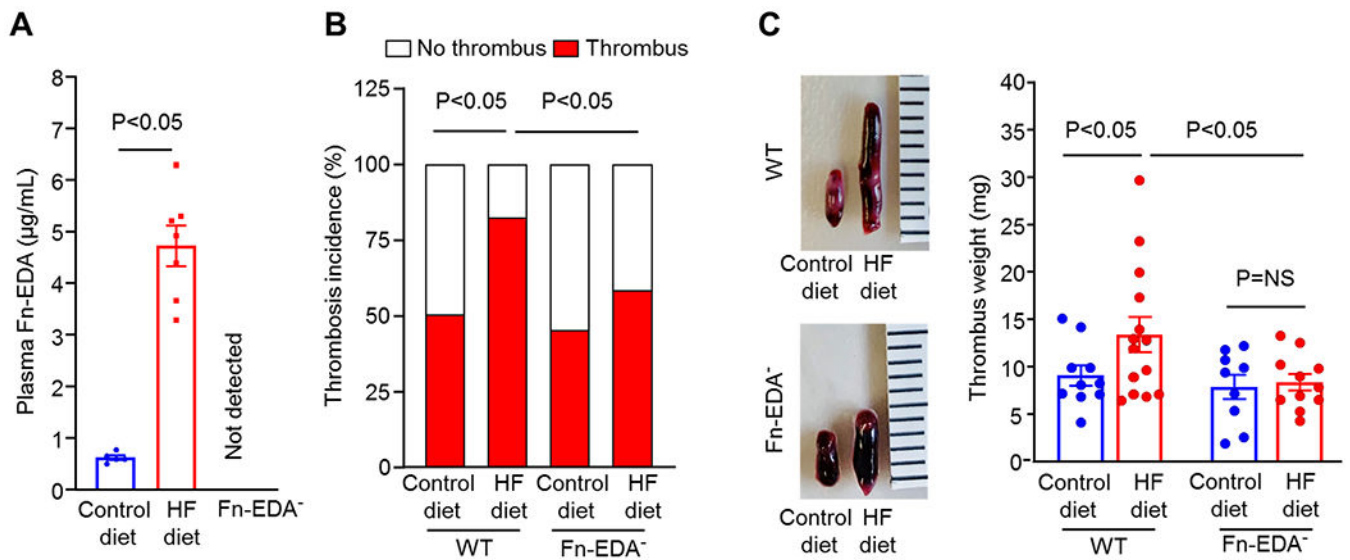 A
Plasma Fn-EDA (µg/mL)
8
7
6
5
4
3
2
1
0
P<0.05
Not detected
Control
diet
HF
diet
Fn-EDA⁻
B
No thrombus
Thrombus
Thrombosis incidence (%)
125
100
75
50
25
0
P<0.05
P<0.05
Control
diet
HF
diet
Control
diet
HF
diet
WT
Fn-EDA⁻
C
WT
Control
diet
HF
diet
Fn-EDA⁻
Thrombus weight (mg)
40
35
30
25
20
15
10
5
0
P<0.05
P<0.05
P=NS
Control
diet
HF
diet
Control
diet
HF
diet
WT
Fn-EDA⁻